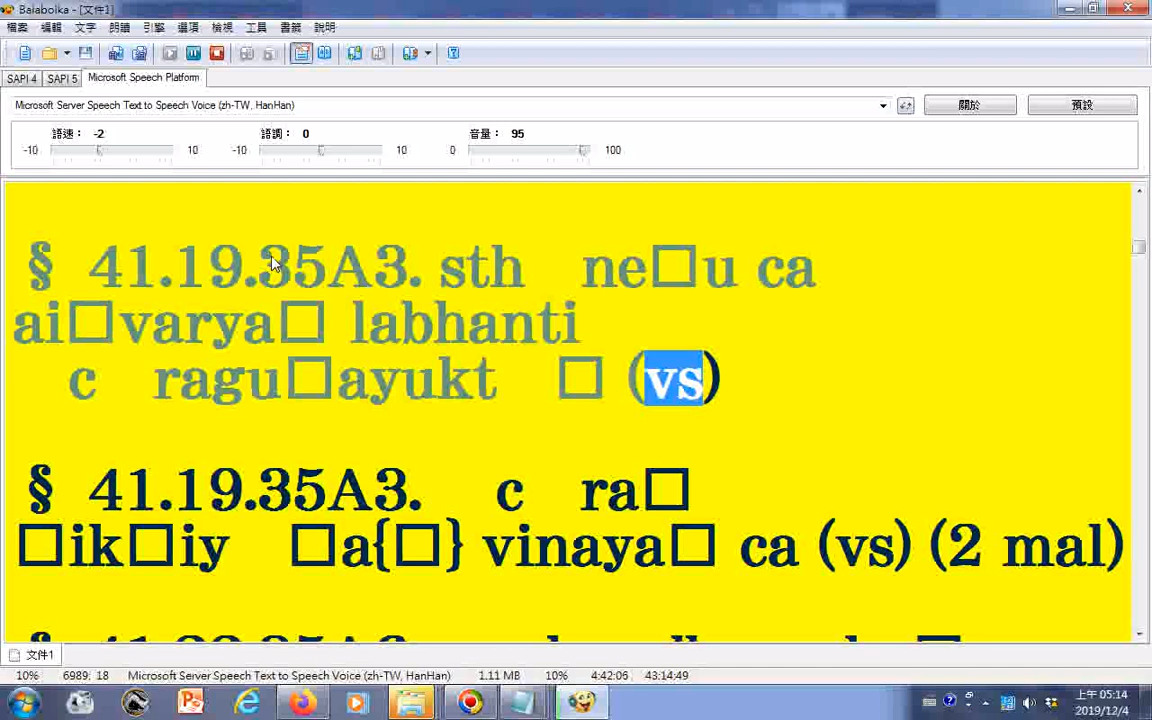 Balabolka - [文件1]
檔案 編輯 文字 朗讀 引擎 選項 檢視 工具 書籤 說明
SAPI 4 SAPI 5 Microsoft Speech Platform
Microsoft Server Speech Text to Speech Voice (zh-TW, HanHan) 關於 預設
語速： -2 語調： 0 音量： 95
-10 10 -10 10 0 100
§ 41.19.35A3. sth ne□u ca
ai□varya□ labhanti
c ragu□ayukt □ (vs)
§ 41.19.35A3. c ra□
□ik□iy □a{□} vinaya□ ca (vs) (2 mal)
文件1
10% 6989, 18 Microsoft Server Speech Text to Speech Voice (zh-TW, HanHan) 1.11 MB 10% 4:42:06 43:14:49
上午 05:14
2019/12/4